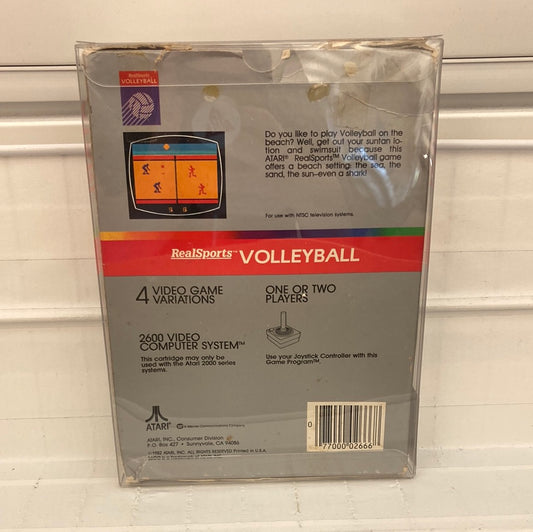 RealSports
VOLLEYBALL
Do you like to play Volleyball on the
beach? Well, get out your suntan lo-
tion and swimsuit because this
ATARI® RealSports™ Volleyball game
offers a beach setting: the sea, the
sand, the sun–even a shark!
For use with NTSC television systems.
RealSports™ VOLLEYBALL
4 VIDEO GAME
VARIATIONS
ONE OR TWO
PLAYERS
2600 VIDEO
COMPUTER SYSTEM™
This cartridge may only be
used with the Atari 2600 series
systems.
Use your Joystick Controller with this
Game Program™.
ATARI®
A Warner Communications Company
ATARI, INC., Consumer Division
P.O. Box 427 • Sunnyvale, CA 94086
©1982 ATARI, INC. ALL RIGHTS RESERVED Printed in U.S.A.
0 77000 02666